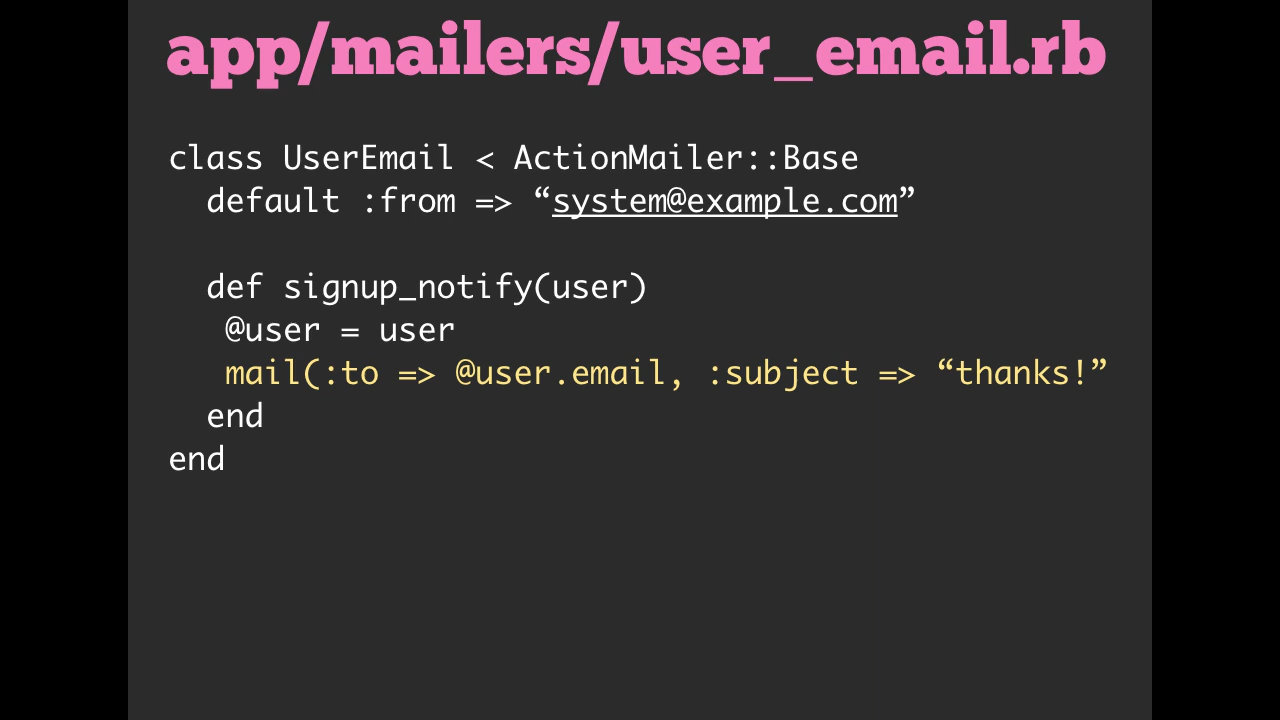 app/mailers/user_email.rb
class UserEmail < ActionMailer::Base
default :from => “system@example.com”
def signup_notify(user)
@user = user
mail(:to => @user.email, :subject => “thanks!”
end
end